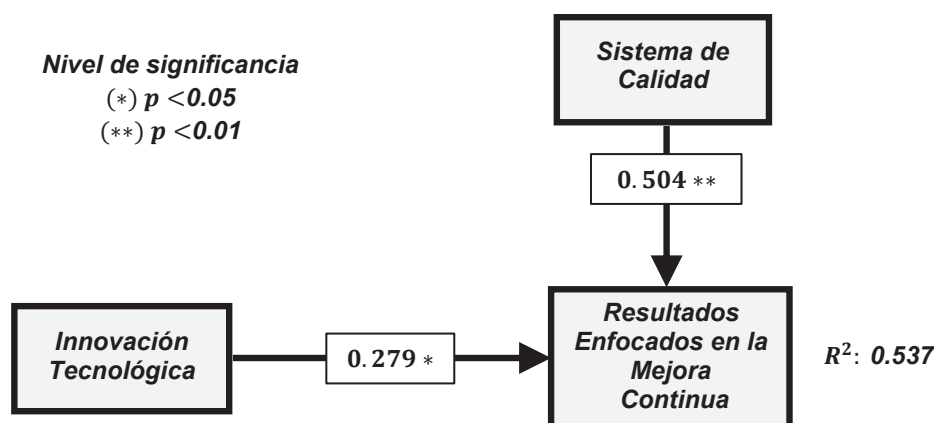 Nivel de significancia
(∗) p <0.05
(∗∗) p <0.01
Sistema de
Calidad
0.504 ∗∗
Innovación
Tecnológica
0.279 ∗
Resultados
Enfocados en la
Mejora
Continua
R²: 0.537